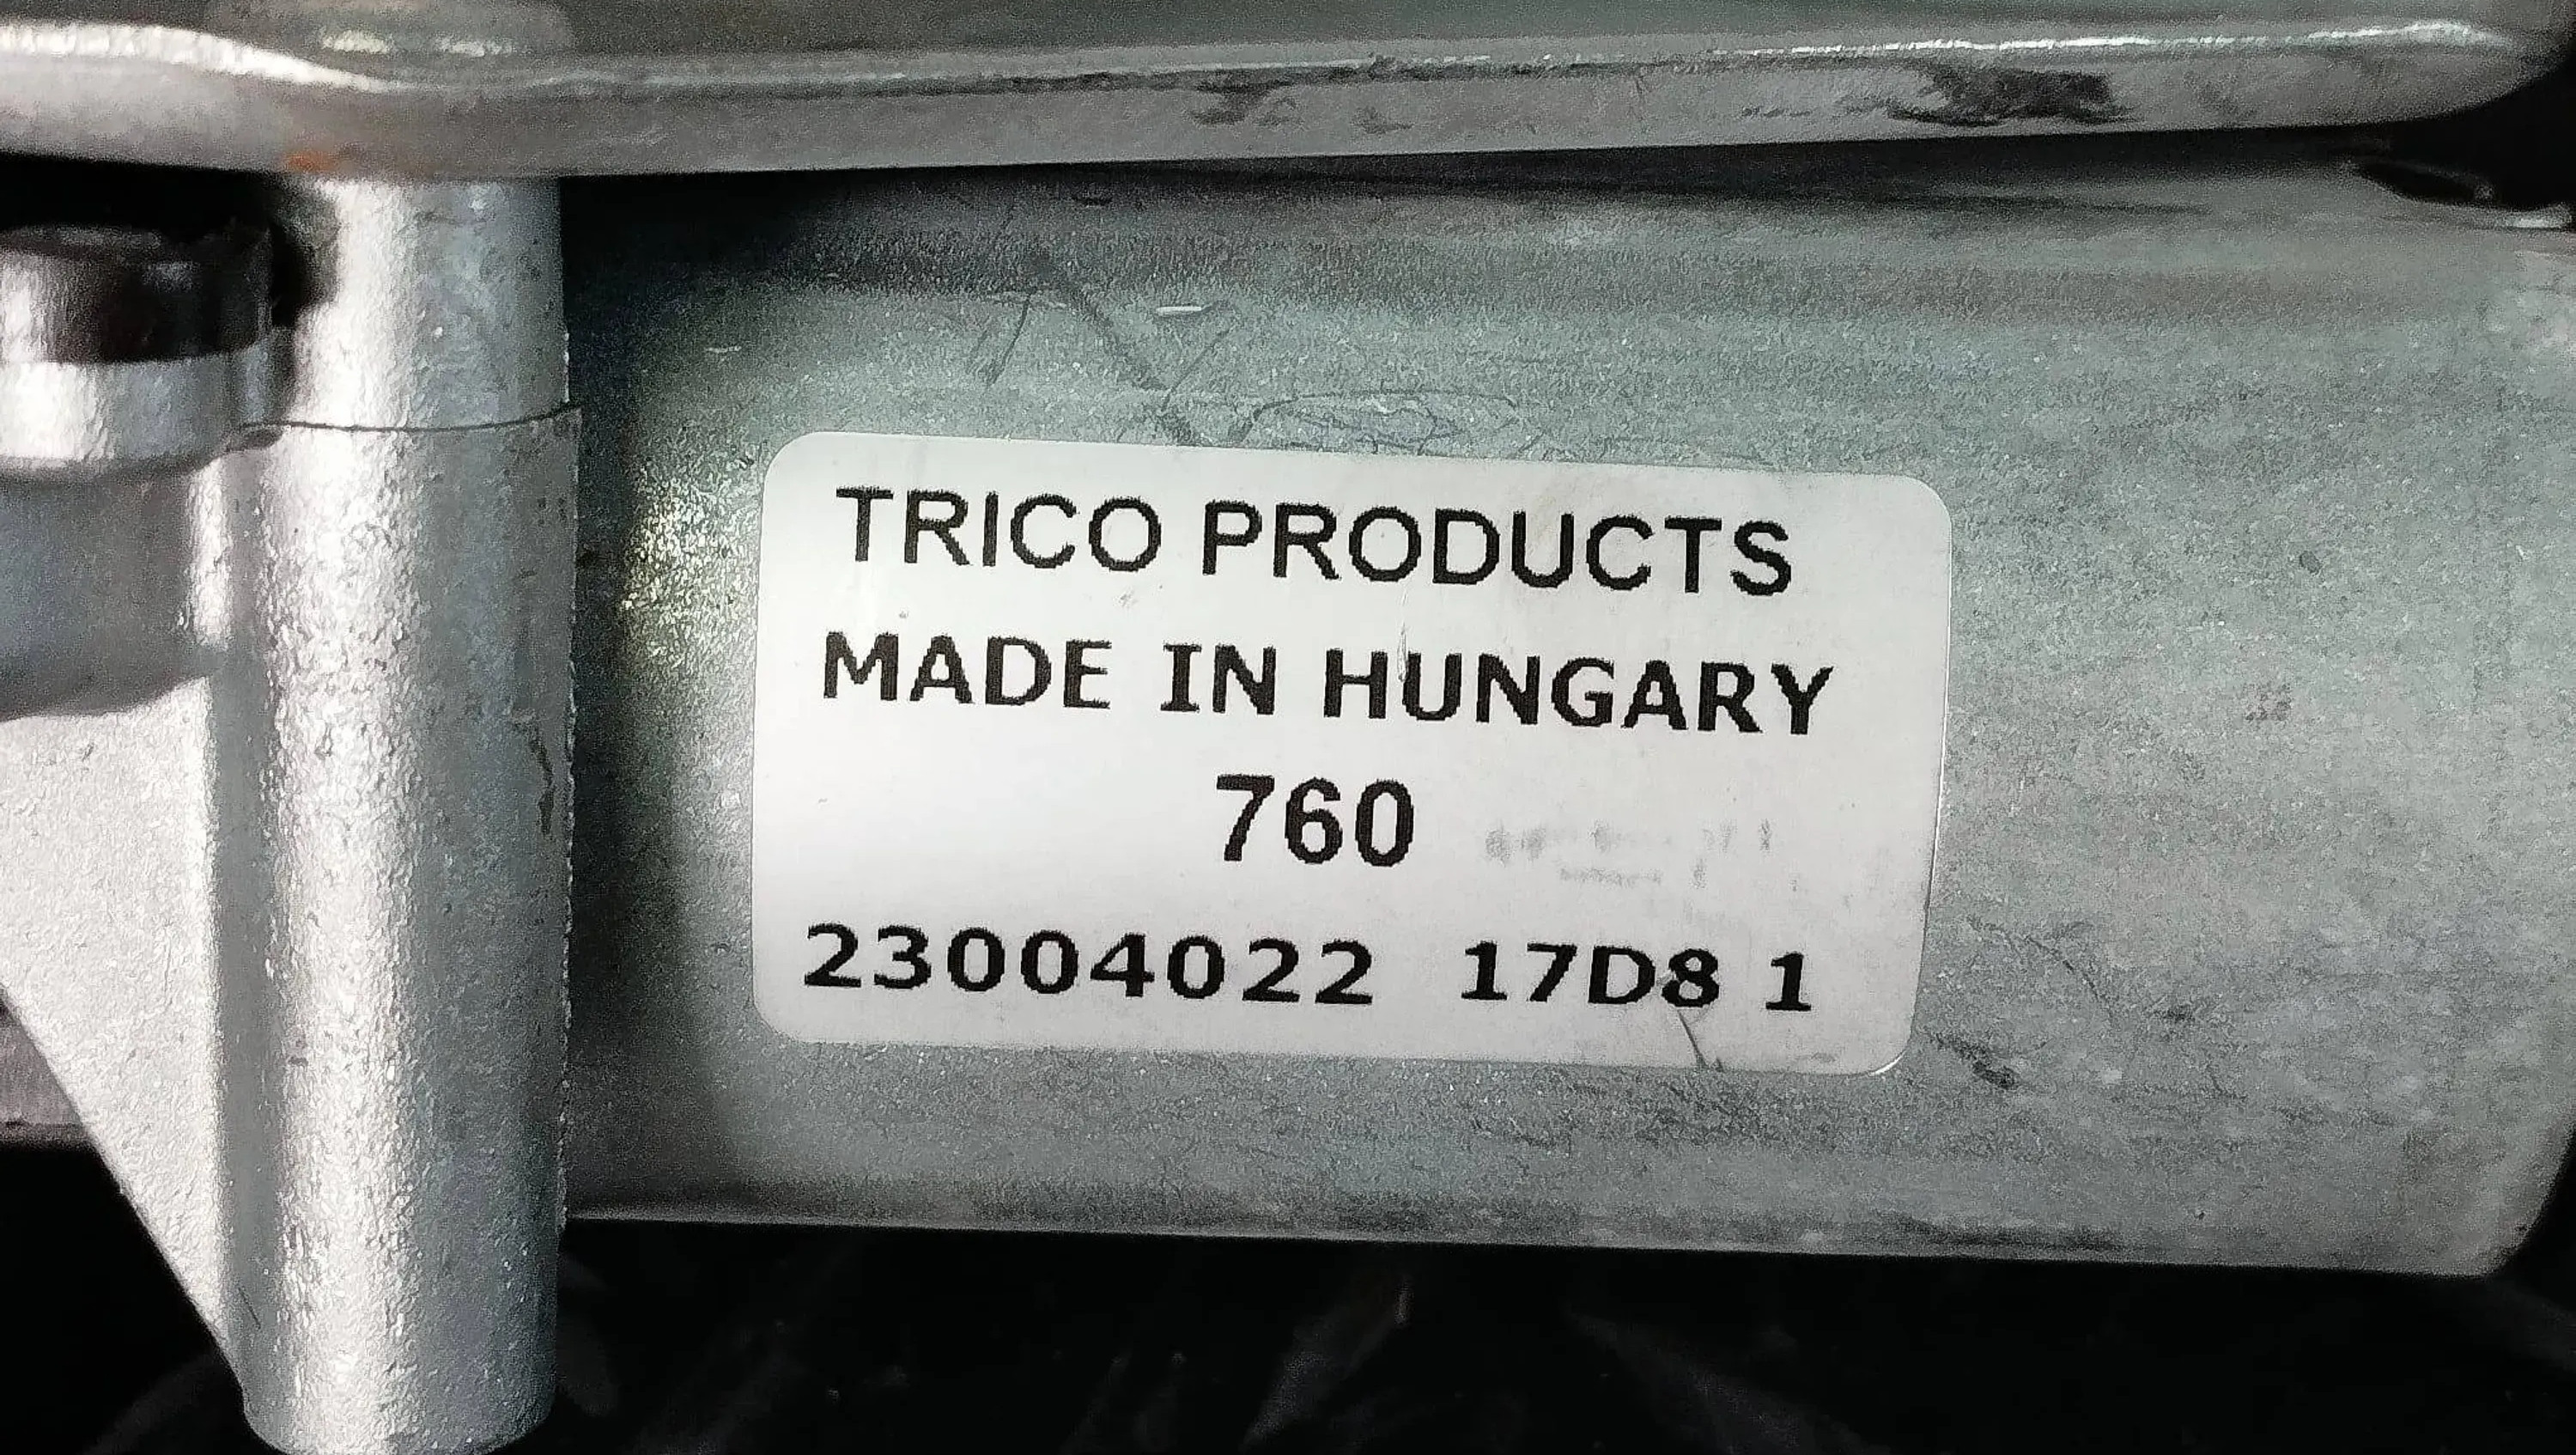 TRICO PRODUCTS
MADE IN HUNGARY
760
23004022 17D8 1